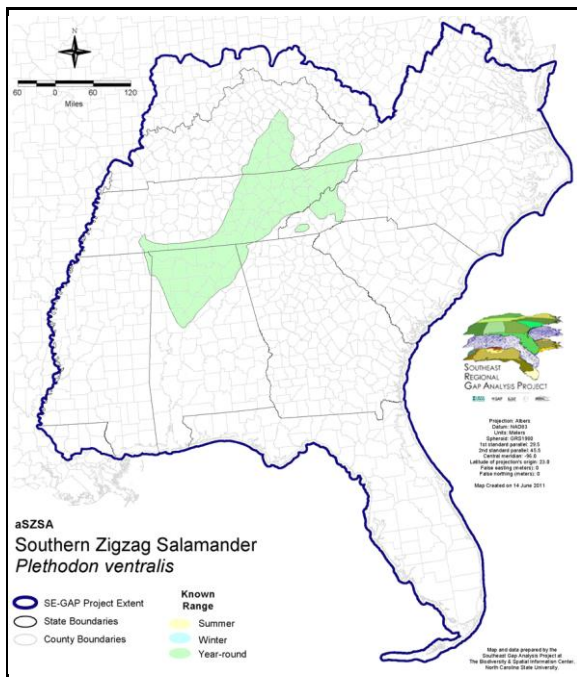 60 0 60 120
Miles
SOUTHEAST
REGIONAL
GAP ANALYSIS PROJECT
Projection: Albers
Datum: NAD83
Units: Meters
Spheroid: GRS1980
1st standard parallel: 29.5
2nd standard parallel: 45.5
Central meridian: -96.0
Latitude of projection's origin: 23.0
False easting (meters): 0
False northing (meters): 0
Map Created on 14 June 2011
aSZSA
Southern Zigzag Salamander
Plethodon ventralis
SE-GAP Project Extent
State Boundaries
County Boundaries
Known
Range
Summer
Winter
Year-round
Map and data prepared by the
Southeast Gap Analysis Project at
The Biodiversity & Spatial Information Center,
North Carolina State University.